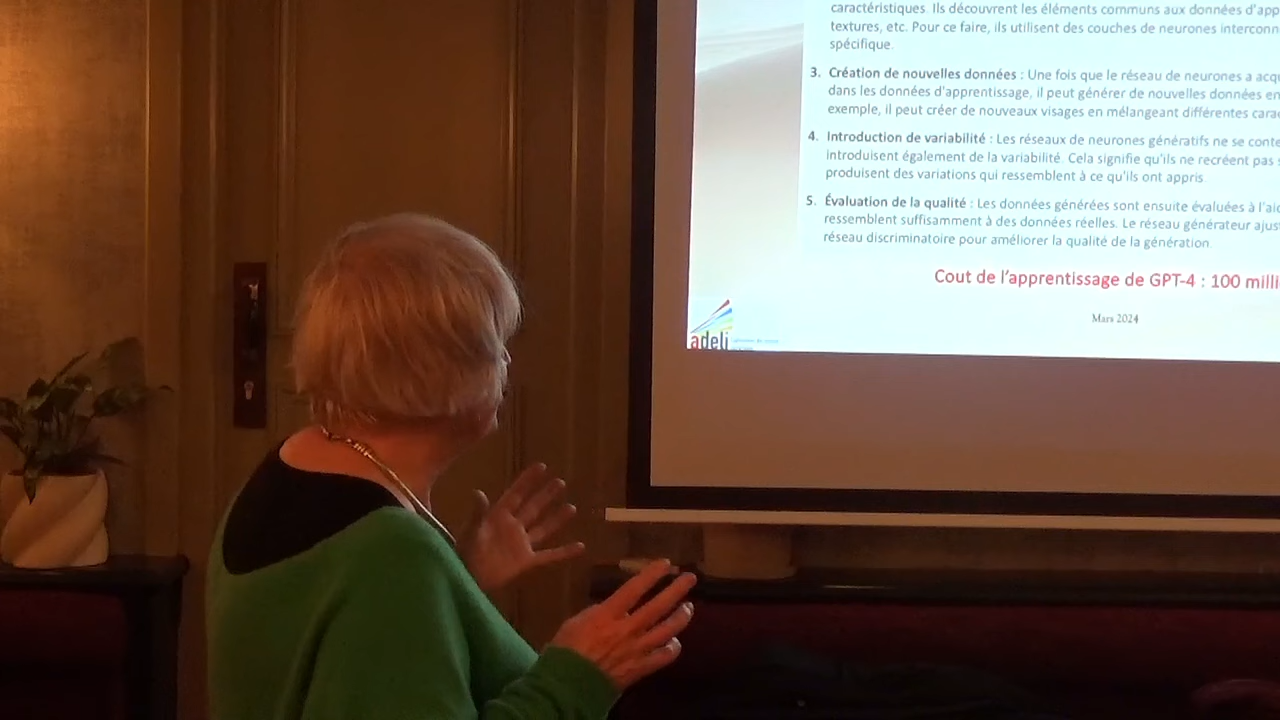 caractéristiques. Ils découvrent les éléments communs aux données d'app
textures, etc. Pour ce faire, ils utilisent des couches de neurones interconn
spécifique.
3. Création de nouvelles données : Une fois que le réseau de neurones a acqu
dans les données d'apprentissage, il peut générer de nouvelles données en
exemple, il peut créer de nouveaux visages en mélangeant différentes cara
4. Introduction de variabilité : Les réseaux de neurones génératifs ne se conte
introduisent également de la variabilité. Cela signifie qu'ils ne recréent pas s
produisent des variations qui ressemblent à ce qu'ils ont appris.
5. Évaluation de la qualité : Les données générées sont ensuite évaluées à l'aid
ressemblent suffisamment à des données réelles. Le réseau générateur ajus
réseau discriminatoire pour améliorer la qualité de la génération.
Cout de l'apprentissage de GPT-4 : 100 milli
Mars 2024
adeli